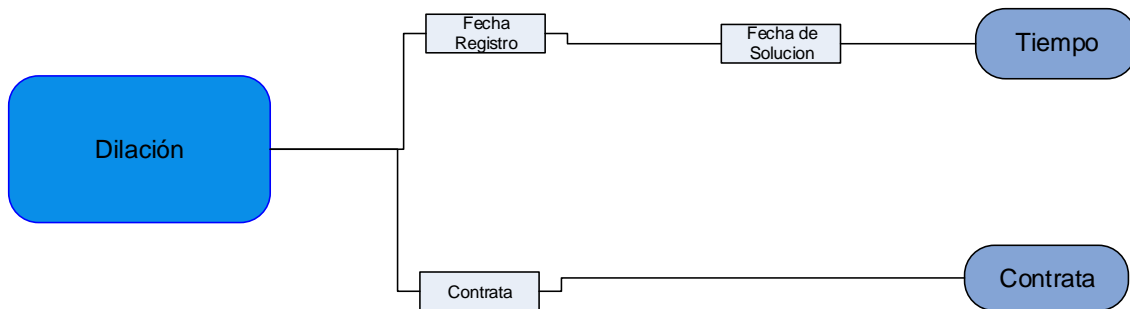 Fecha
Registro
Fecha de
Solucion
Tiempo
Dilación
Contrata
Contrata